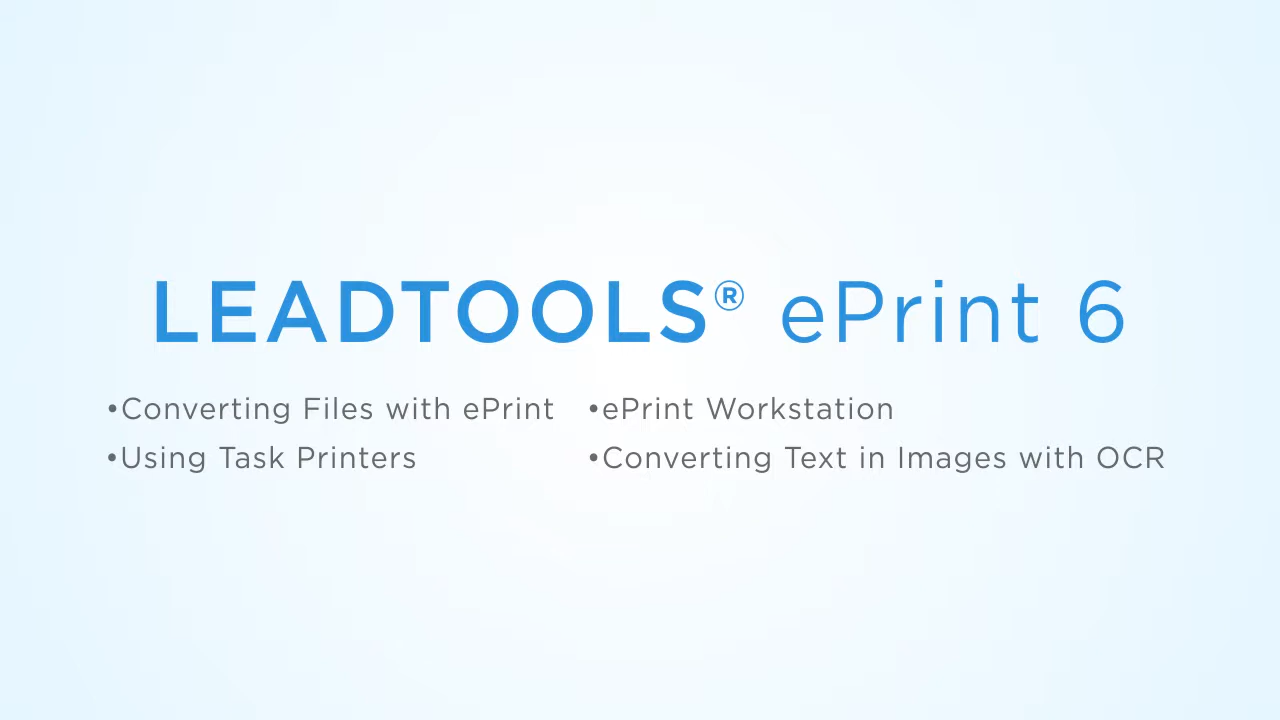 LEADTOOLS® ePrint 6
•Converting Files with ePrint
•Using Task Printers
•ePrint Workstation
•Converting Text in Images with OCR